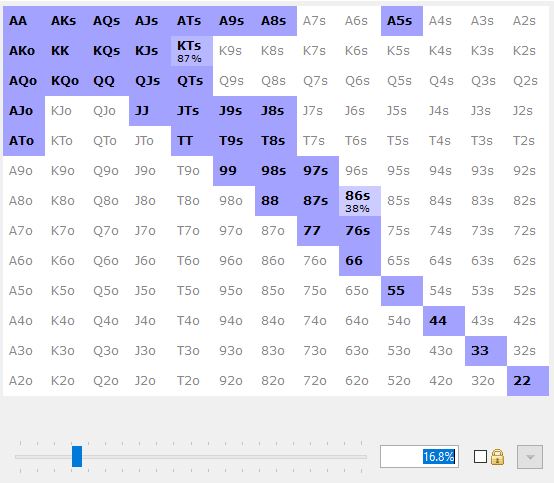 AA AKs AQs AJs ATs A9s A8s A7s A6s A5s A4s A3s A2s
AKo KK KQs KJs KTs K9s K8s K7s K6s K5s K4s K3s K2s
87%
AQo KQo QQ QJs QTs Q9s Q8s Q7s Q6s Q5s Q4s Q3s Q2s
AJo KJo QJo JJ JTs J9s J8s J7s J6s J5s J4s J3s J2s
ATo KTo QTo JTo TT T9s T8s T7s T6s T5s T4s T3s T2s
A9o K9o Q9o J9o T9o 99 98s 97s 96s 95s 94s 93s 92s
A8o K8o Q8o J8o T8o 98o 88 87s 86s 85s 84s 83s 82s
38%
A7o K7o Q7o J7o T7o 97o 87o 77 76s 75s 74s 73s 72s
A6o K6o Q6o J6o T6o 96o 86o 76o 66 65s 64s 63s 62s
A5o K5o Q5o J5o T5o 95o 85o 75o 65o 55 54s 53s 52s
A4o K4o Q4o J4o T4o 94o 84o 74o 64o 54o 44 43s 42s
A3o K3o Q3o J3o T3o 93o 83o 73o 63o 53o 43o 33 32s
A2o K2o Q2o J2o T2o 92o 82o 72o 62o 52o 42o 32o 22
16.8%